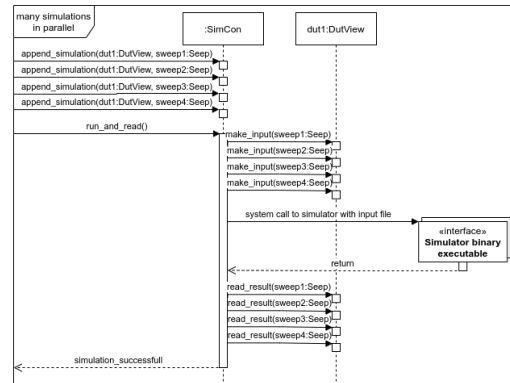 many simulations
in parallel
:SimCon
dut1:DutView
append_simulation(dut1:DutView, sweep1:Seep)
append_simulation(dut1:DutView, sweep2:Seep)
append_simulation(dut1:DutView, sweep3:Seep)
append_simulation(dut1:DutView, sweep4:Seep)
run_and_read()
make_input(sweep1:Seep)
make_input(sweep2:Seep)
make_input(sweep3:Seep)
make_input(sweep4:Seep)
system call to simulator with input file
«interface»
Simulator binary
executable
return
read_result(sweep1:Seep)
read_result(sweep2:Seep)
read_result(sweep3:Seep)
read_result(sweep4:Seep)
simulation_successfull